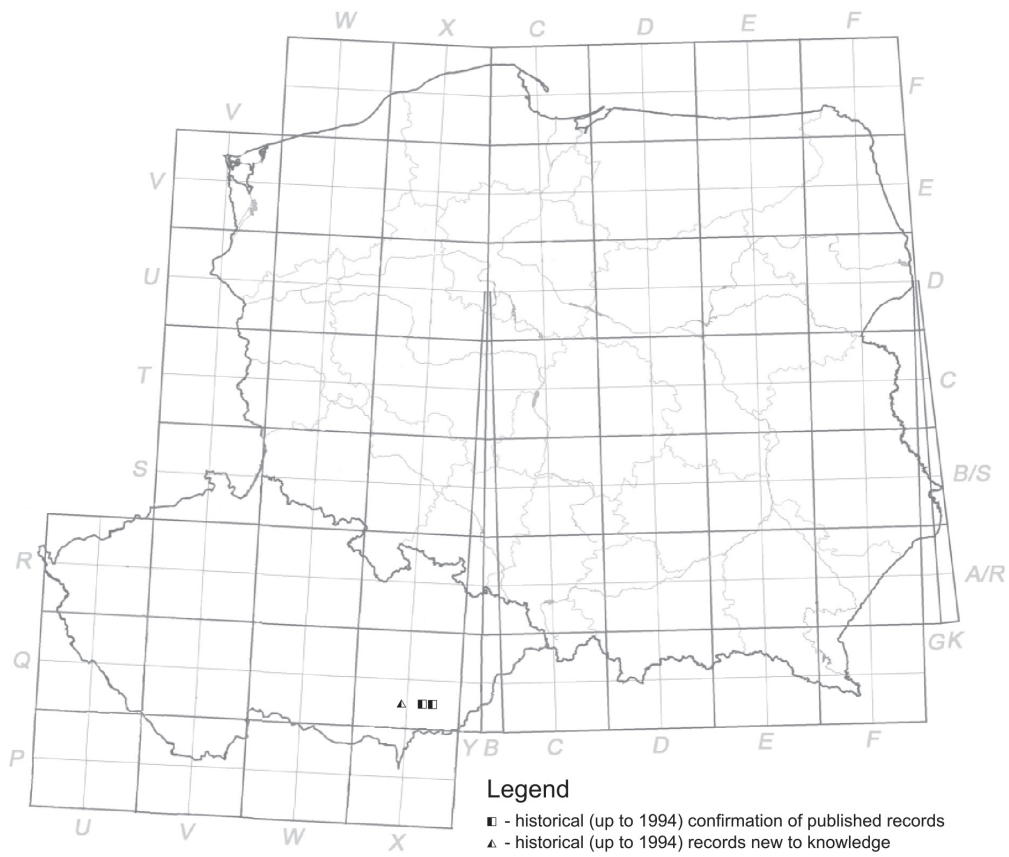 W X C D E F
F
V
V E
U D
T C
S B/S
R A/R
GK
Q
Y B C D E F
P
U V W X
Legend
- historical (up to 1994) confirmation of published records
- historical (up to 1994) records new to knowledge